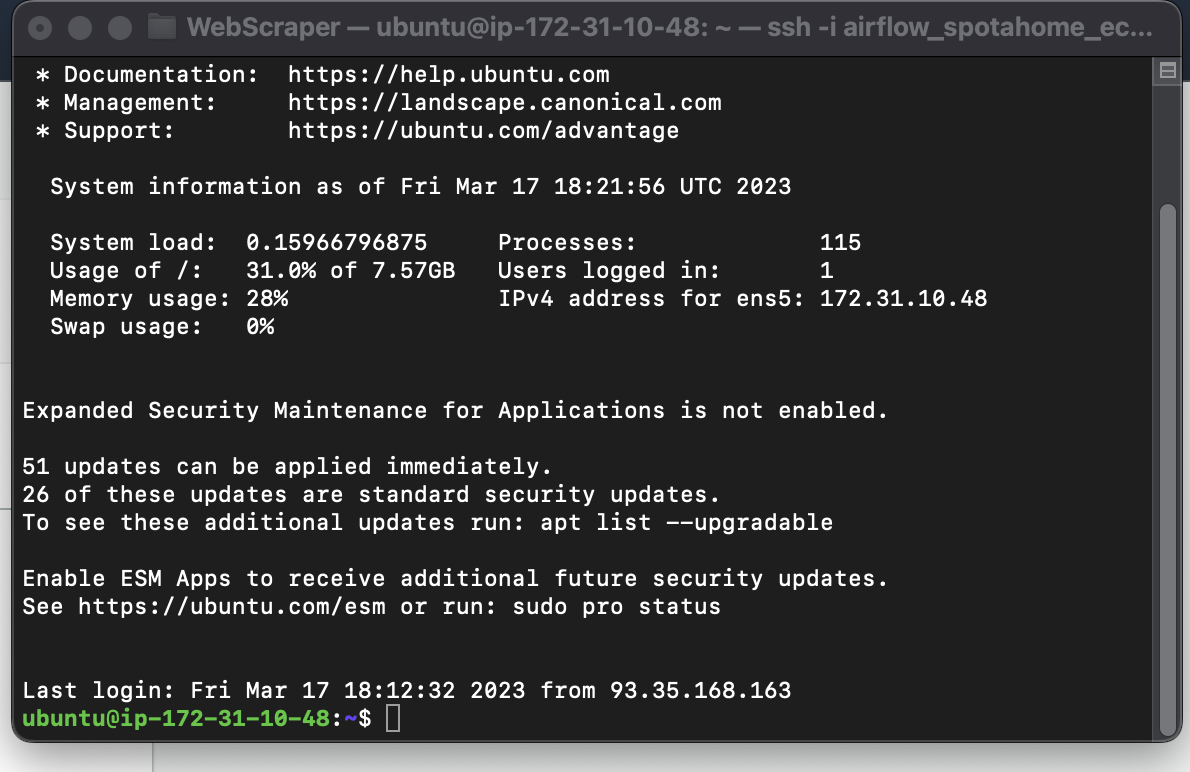 WebScraper — ubuntu@ip-172-31-10-48: ~ — ssh -i airflow_spotahome_ec...
* Documentation:  https://help.ubuntu.com
* Management:     https://landscape.canonical.com
* Support:        https://ubuntu.com/advantage
System information as of Fri Mar 17 18:21:56 UTC 2023
System load:  0.15966796875     Processes:             115
Usage of /:   31.0% of 7.57GB   Users logged in:       1
Memory usage: 28%               IPv4 address for ens5: 172.31.10.48
Swap usage:   0%
Expanded Security Maintenance for Applications is not enabled.
51 updates can be applied immediately.
26 of these updates are standard security updates.
To see these additional updates run: apt list --upgradable
Enable ESM Apps to receive additional future security updates.
See https://ubuntu.com/esm or run: sudo pro status
Last login: Fri Mar 17 18:12:32 2023 from 93.35.168.163
ubuntu@ip-172-31-10-48:~$